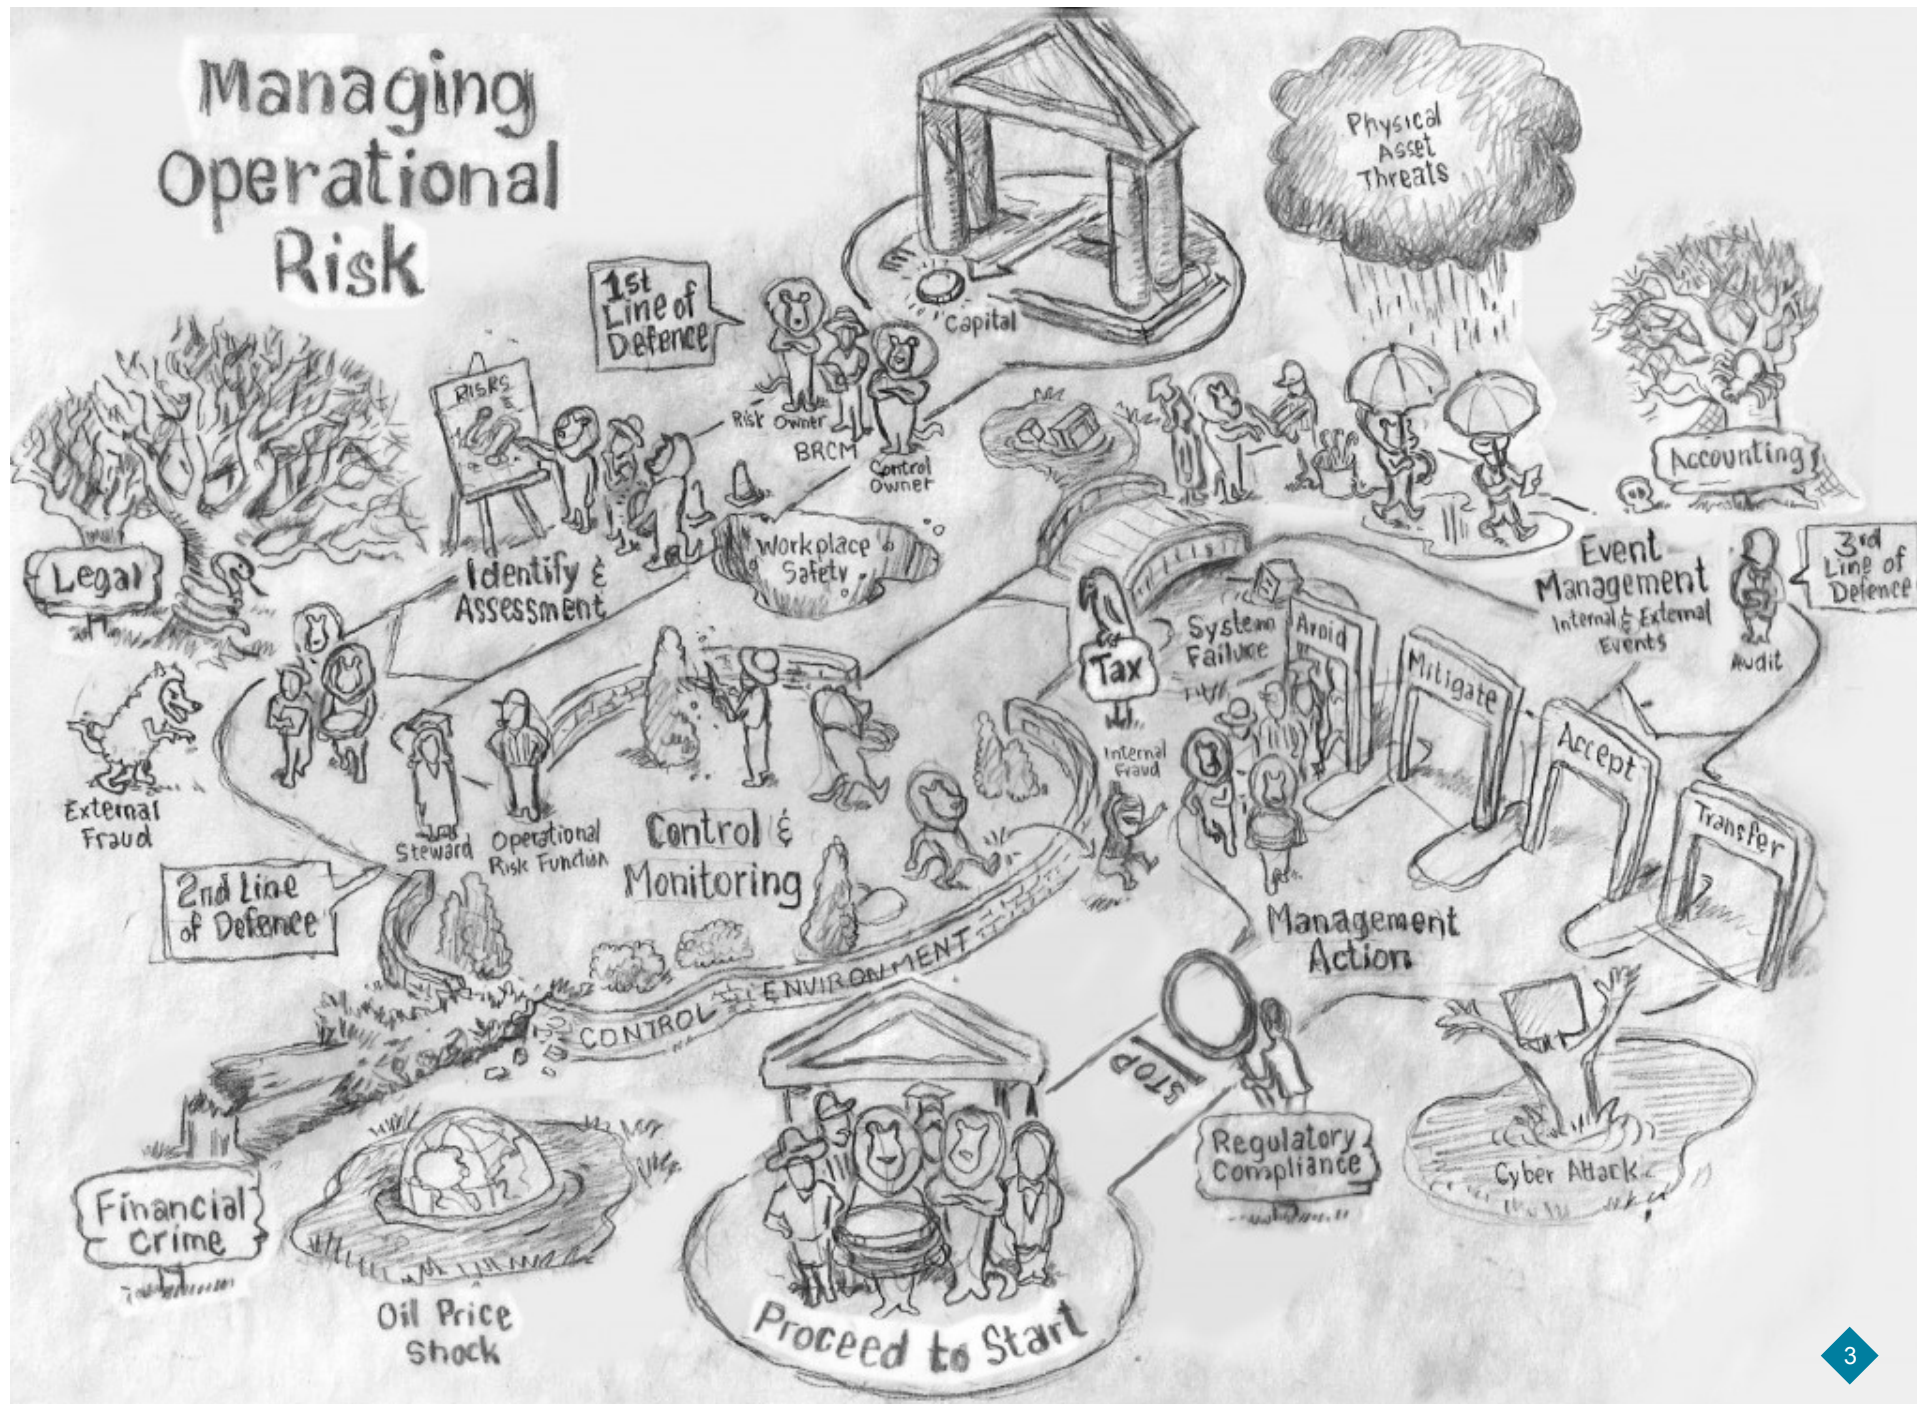 Managing
Operational
Risk
Physical
Asset
Threats
1st
Line of
Defence
Capital
RISKS
Risk Owner
BRCM
Control
Owner
Accounting
Legal
Identify &
Assessment
Workplace
Safety
Event
Management
Internal & External
Events
3rd
Line of
Defence
Audit
Tax
System
Failure
Avoid
Mitigate
Accept
Transfer
Internal
Fraud
External
Fraud
Steward
Operational
Risk Function
Control &
Monitoring
2nd Line
of Defence
Management
Action
CONTROL ENVIRONMENT
STOP
Regulatory
Compliance
Cyber Attack
Financial
Crime
Oil Price
Shock
Proceed to Start
3